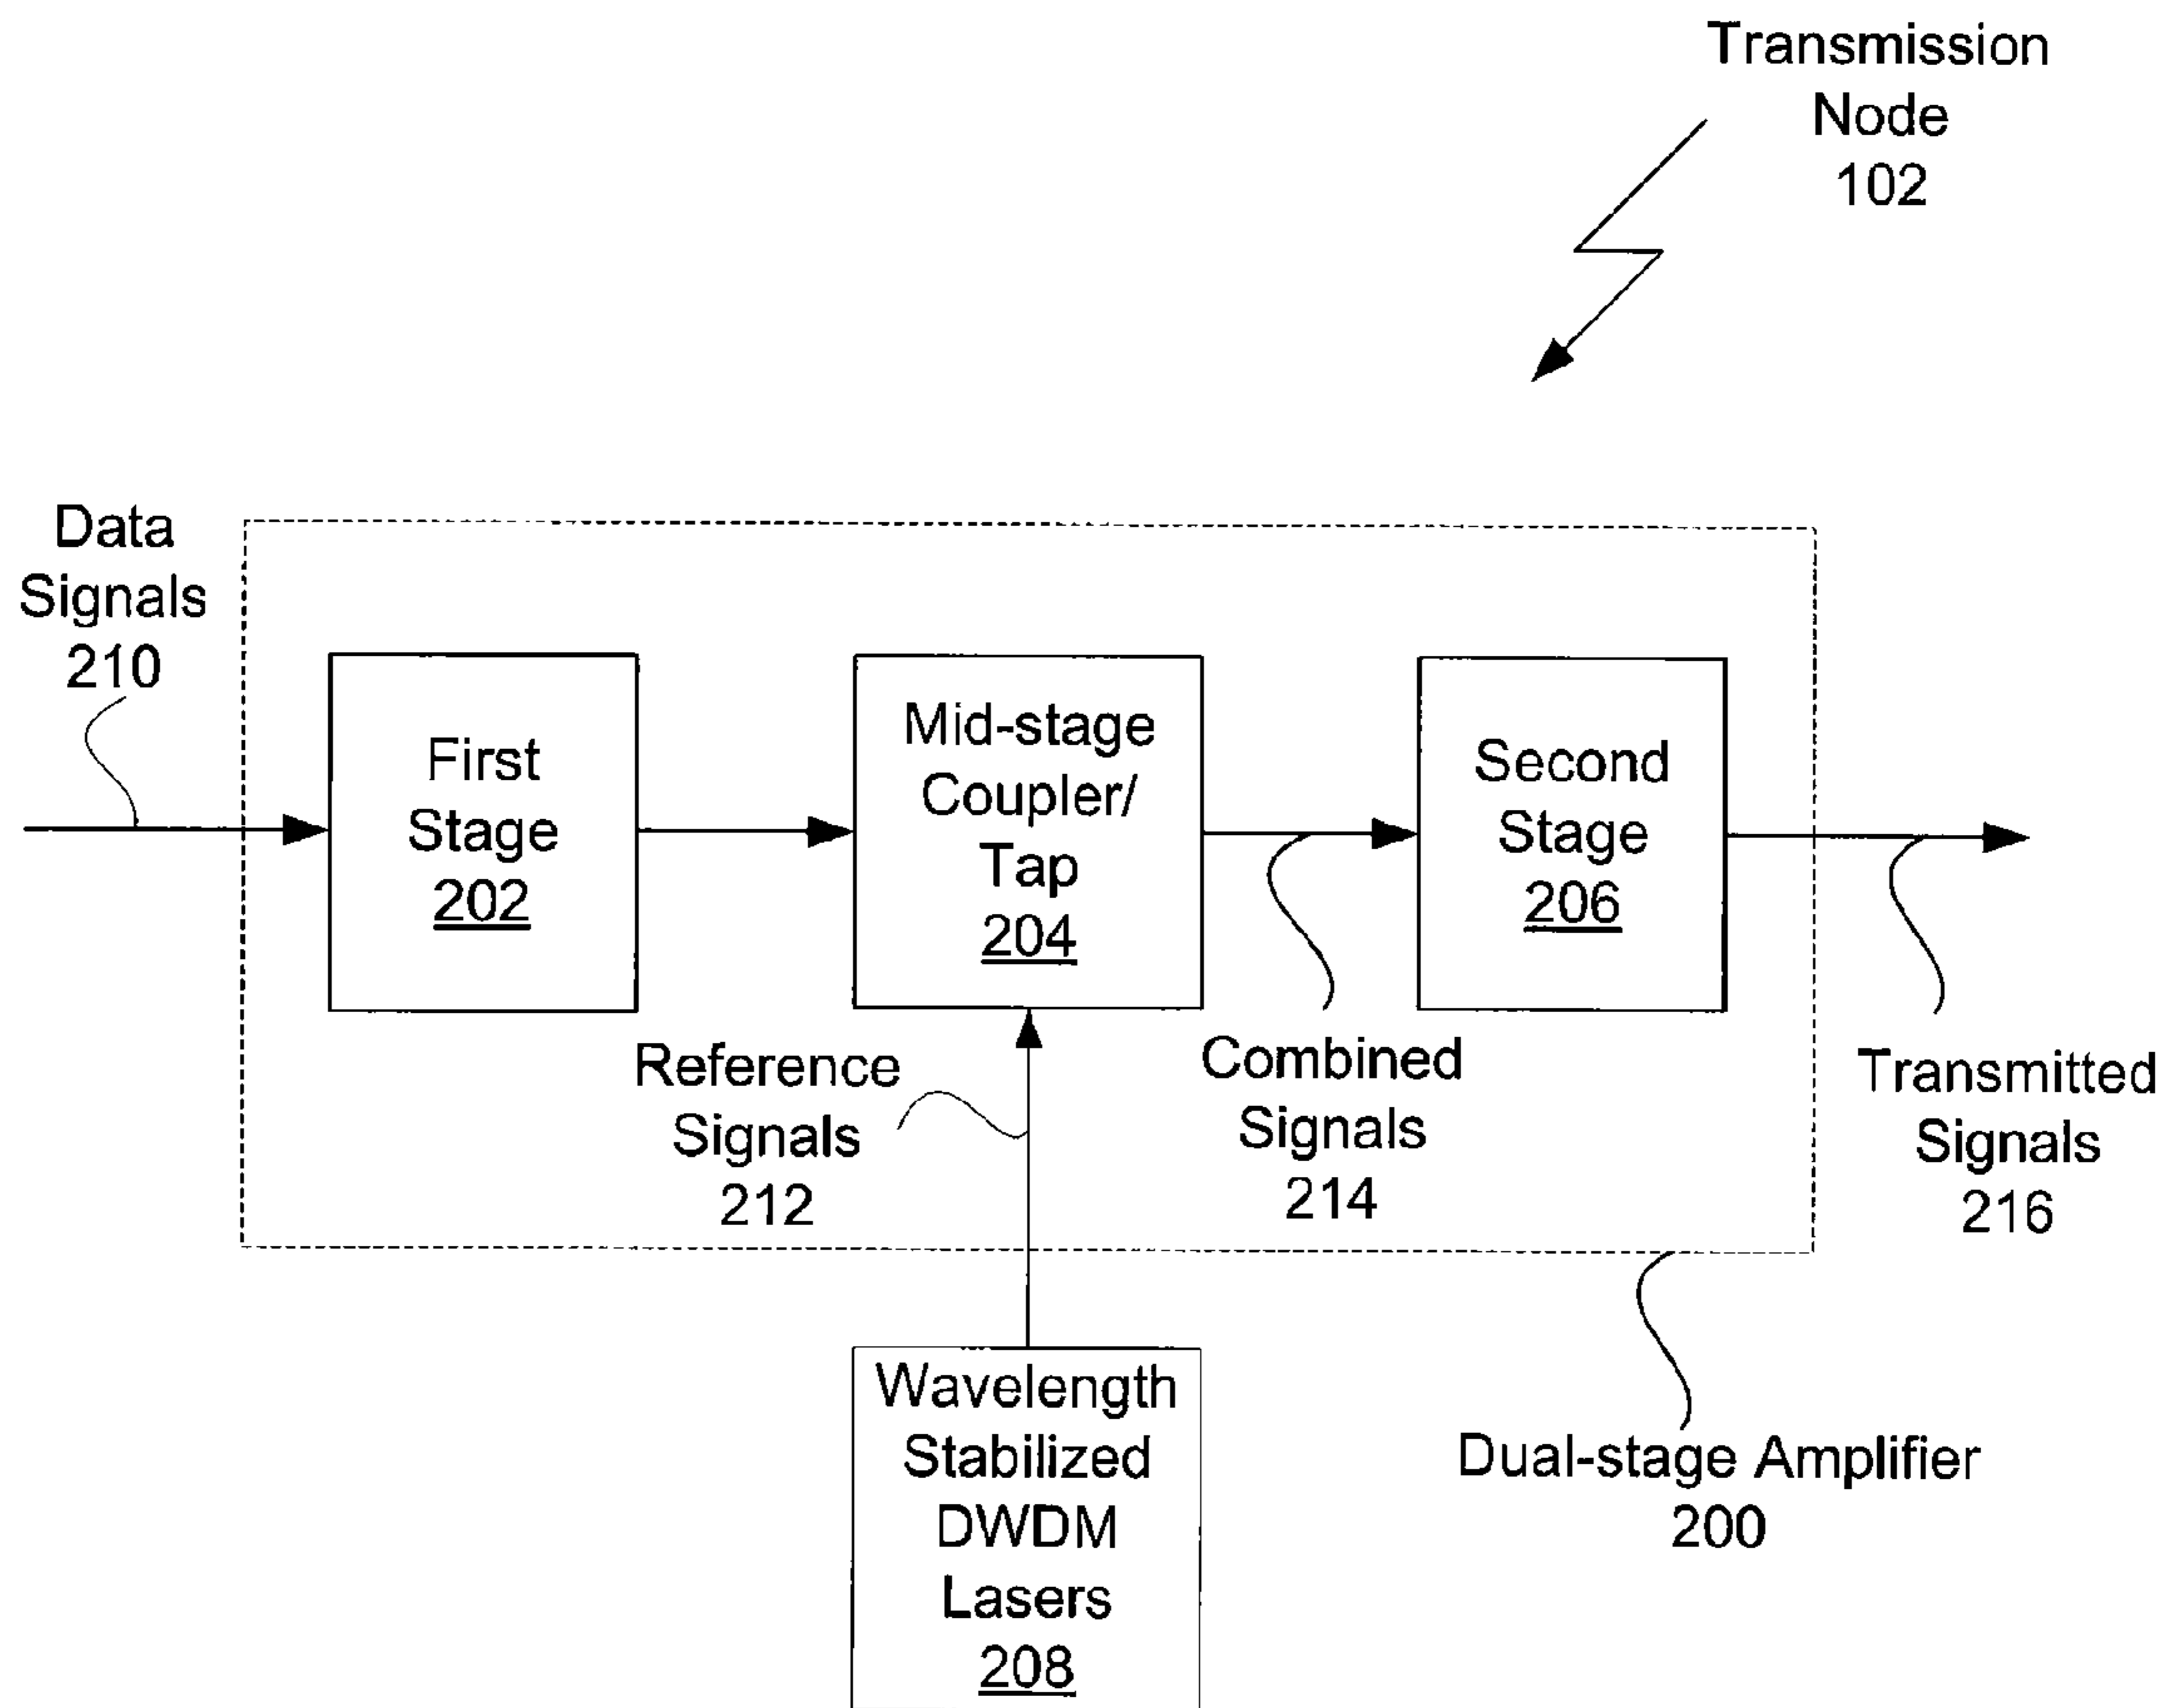 Transmission
Node
102
Data
Signals
210
First
Stage
202
Mid-stage
Coupler/
Tap
204
Second
Stage
206
Reference
Signals
212
Combined
Signals
214
Transmitted
Signals
216
Wavelength
Stabilized
DWDM
Lasers
208
Dual-stage Amplifier
200